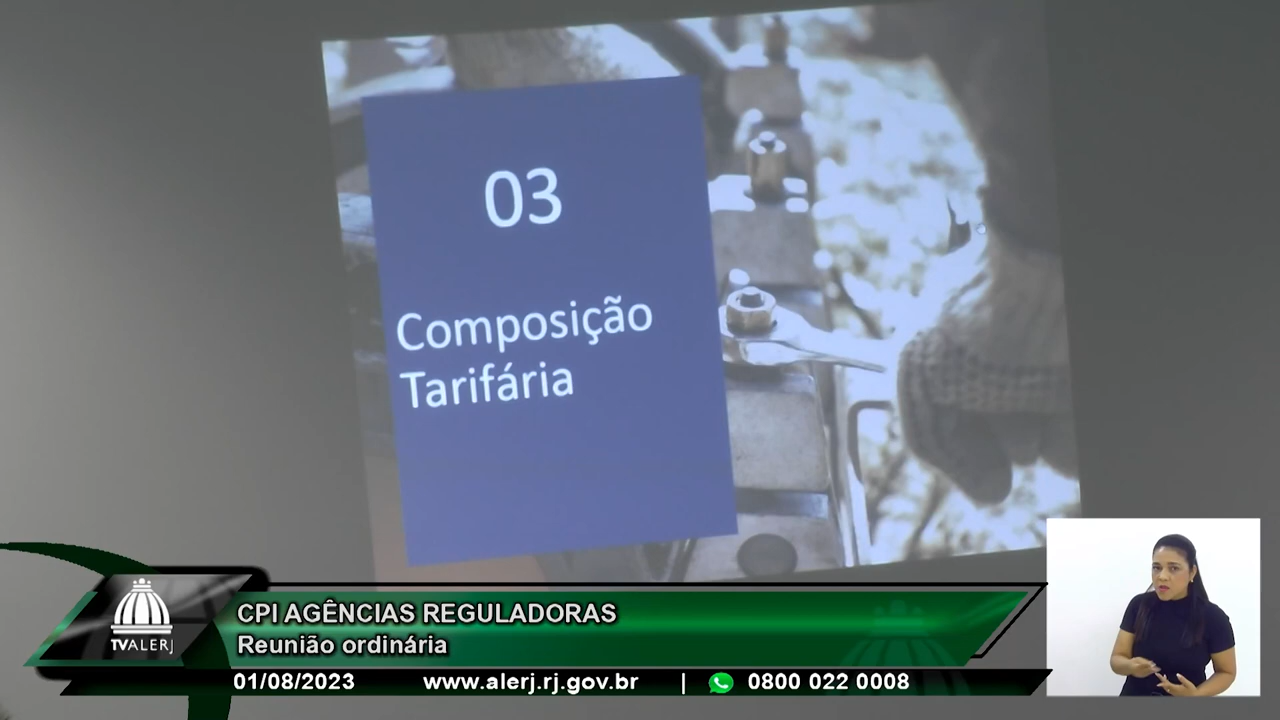 03
Composição
Tarifária
CPI AGÊNCIAS REGULADORAS
Reunião ordinária
TVALERJ
01/08/2023 www.alerj.rj.gov.br | 0800 022 0008